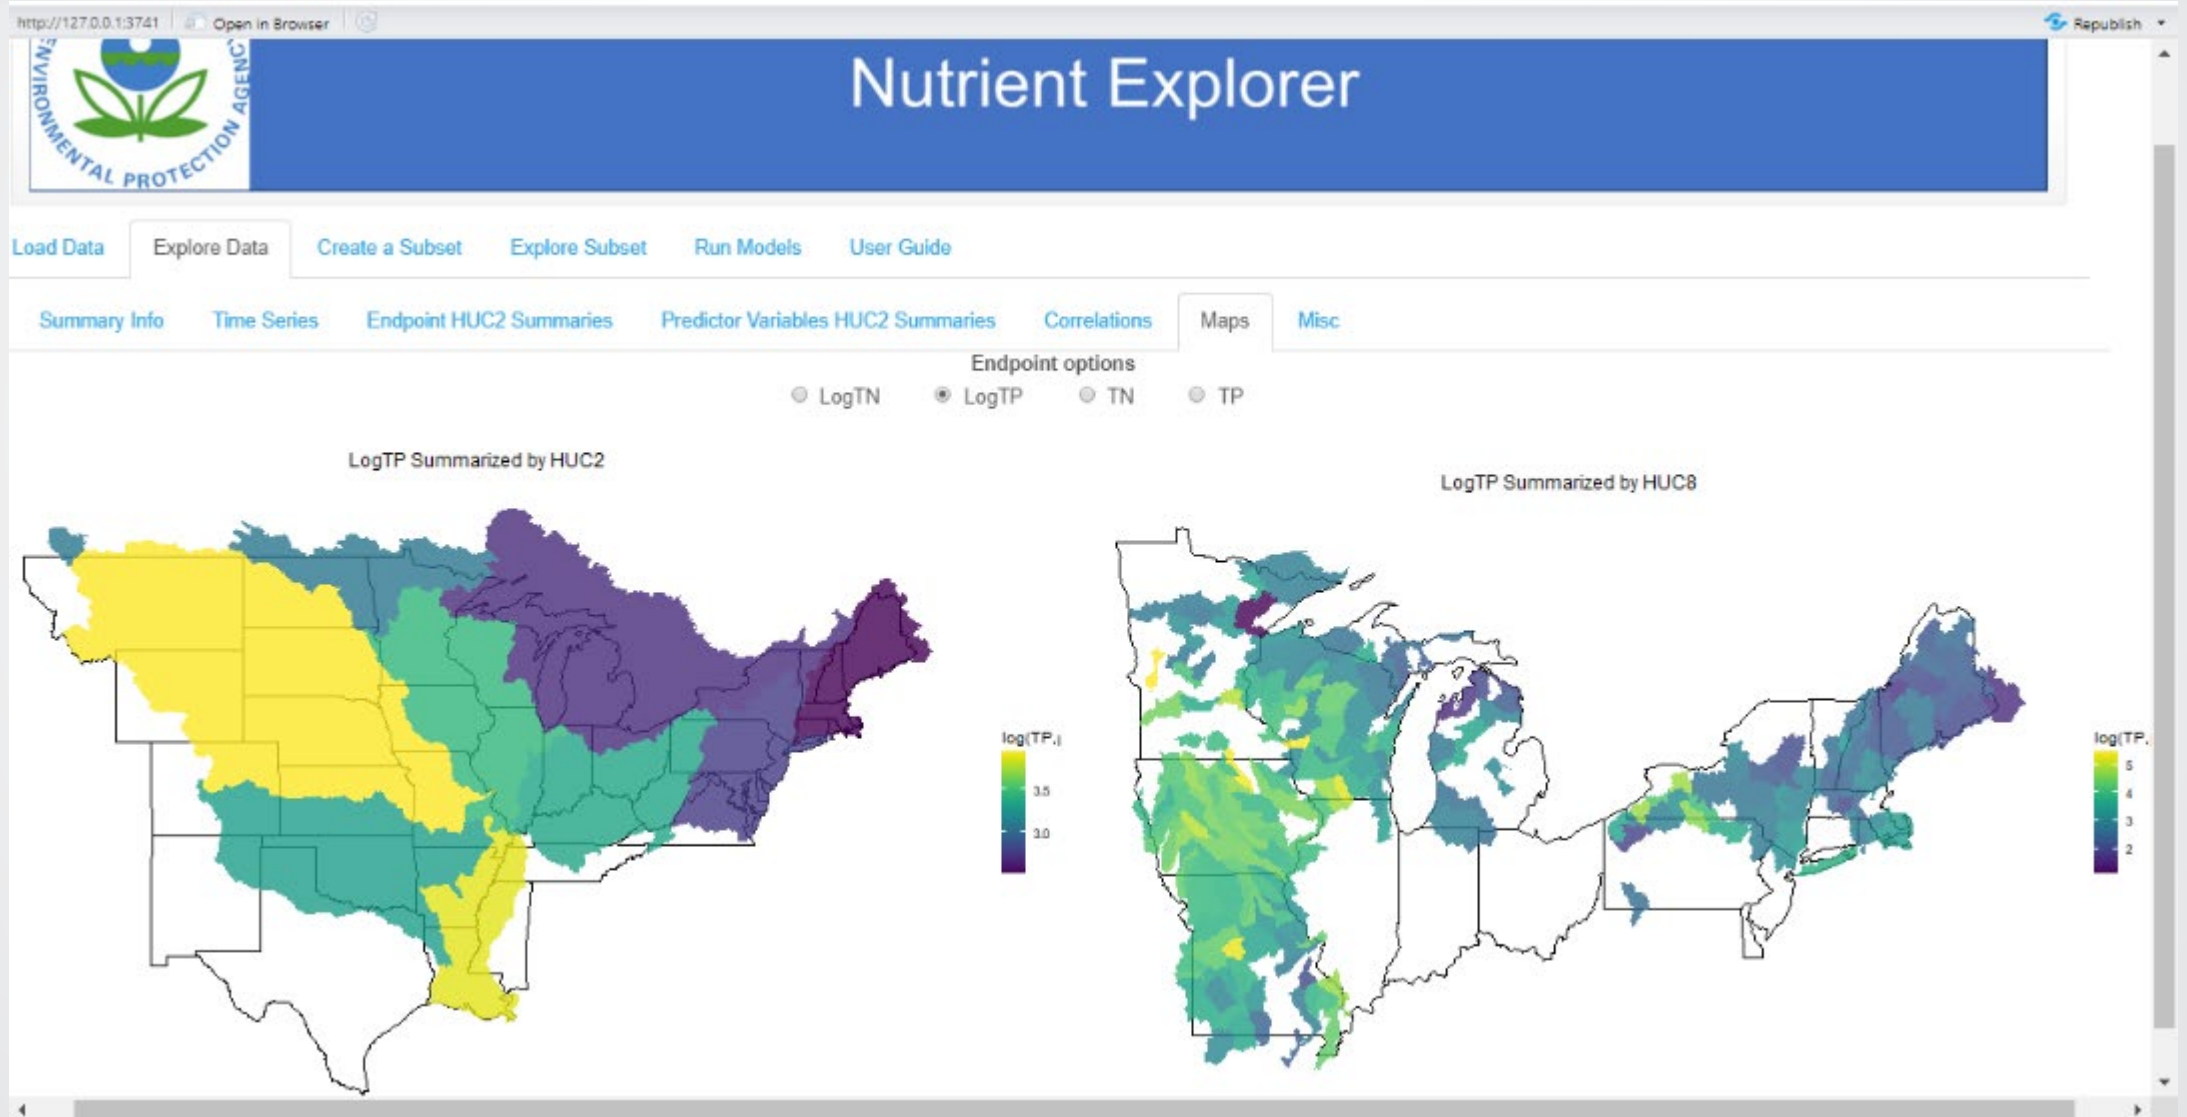 http://127.0.0.1:3741 Open in Browser Republish
ENVIRONMENTAL PROTECTION AGENC
Nutrient Explorer
Load Data Explore Data Create a Subset Explore Subset Run Models User Guide
Summary Info Time Series Endpoint HUC2 Summaries Predictor Variables HUC2 Summaries Correlations Maps Misc
Endpoint options
LogTN LogTP TN TP
LogTP Summarized by HUC2
LogTP Summarized by HUC8
log(TP,
3.5
3.0
log(TP,
5
4
3
2